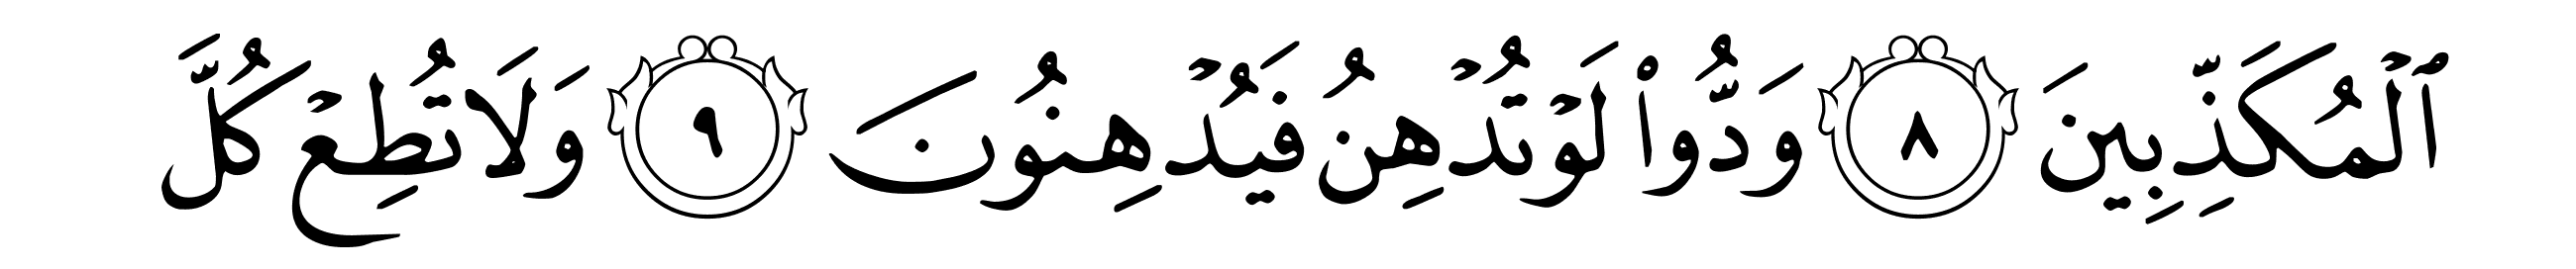 ٱلْمُكَذِّبِينَ ٨ وَدُّوا۟ لَوْ تُدْهِنُ فَيُدْهِنُونَ ٩ وَلَا تُطِعْ كُلَّ